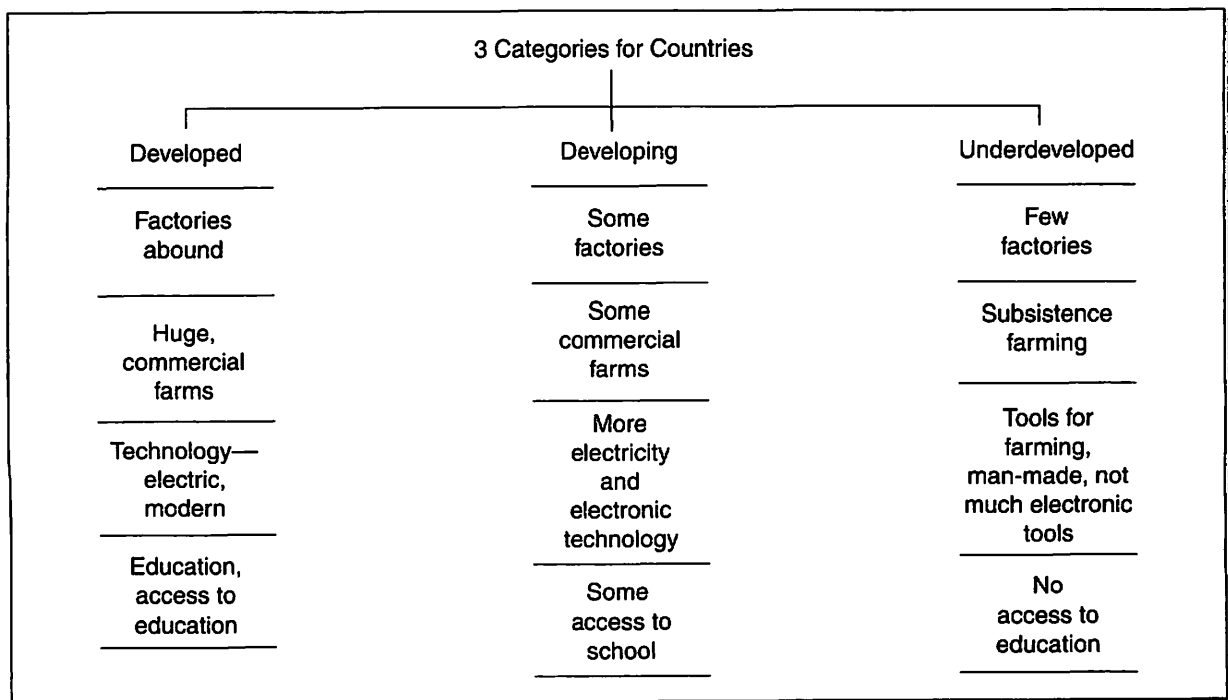 3 Categories for Countries
Developed
Factories
abound
Huge,
commercial
farms
Technology—
electric,
modern
Education,
access to
education
Developing
Some
factories
Some
commercial
farms
More
electricity
and
electronic
technology
Some
access to
school
Underdeveloped
Few
factories
Subsistence
farming
Tools for
farming,
man-made, not
much electronic
tools
No
access to
education